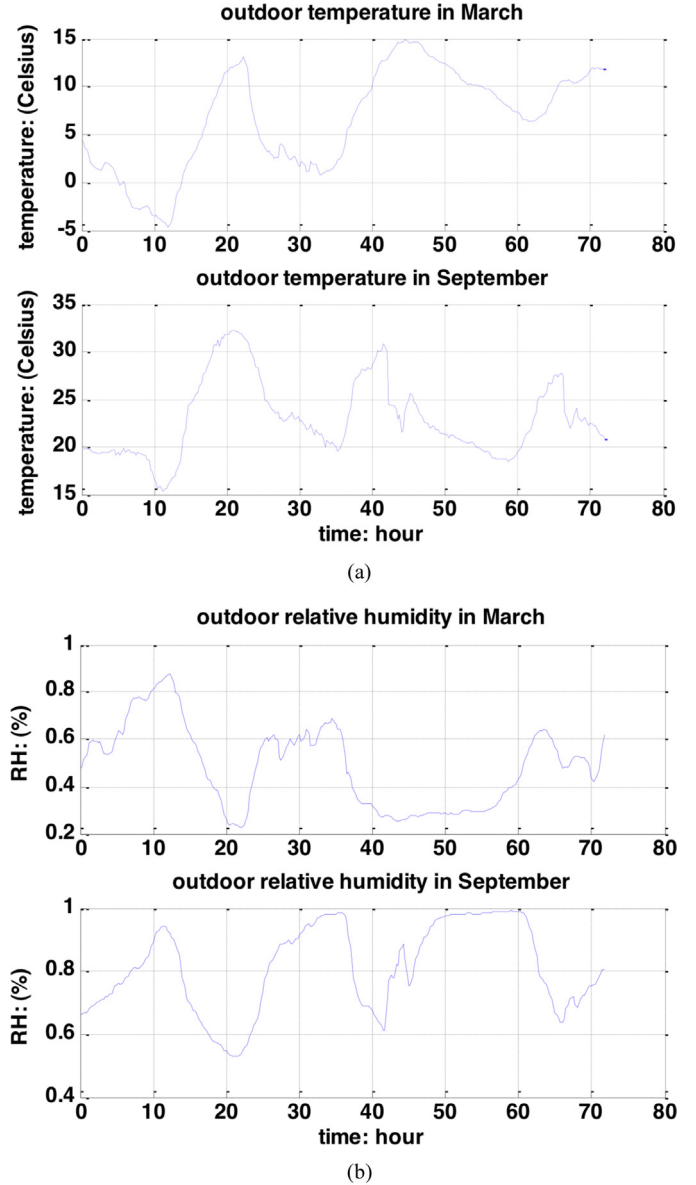 outdoor temperature in March
temperature: (Celsius)
15
10
5
0
-5
0 10 20 30 40 50 60 70 80
outdoor temperature in September
temperature: (Celsius)
35
30
25
20
15
0 10 20 30 40 50 60 70 80
time: hour
(a)
outdoor relative humidity in March
RH: (%)
1
0.8
0.6
0.4
0.2
0 10 20 30 40 50 60 70 80
outdoor relative humidity in September
RH: (%)
1
0.8
0.6
0.4
0 10 20 30 40 50 60 70 80
time: hour
(b)